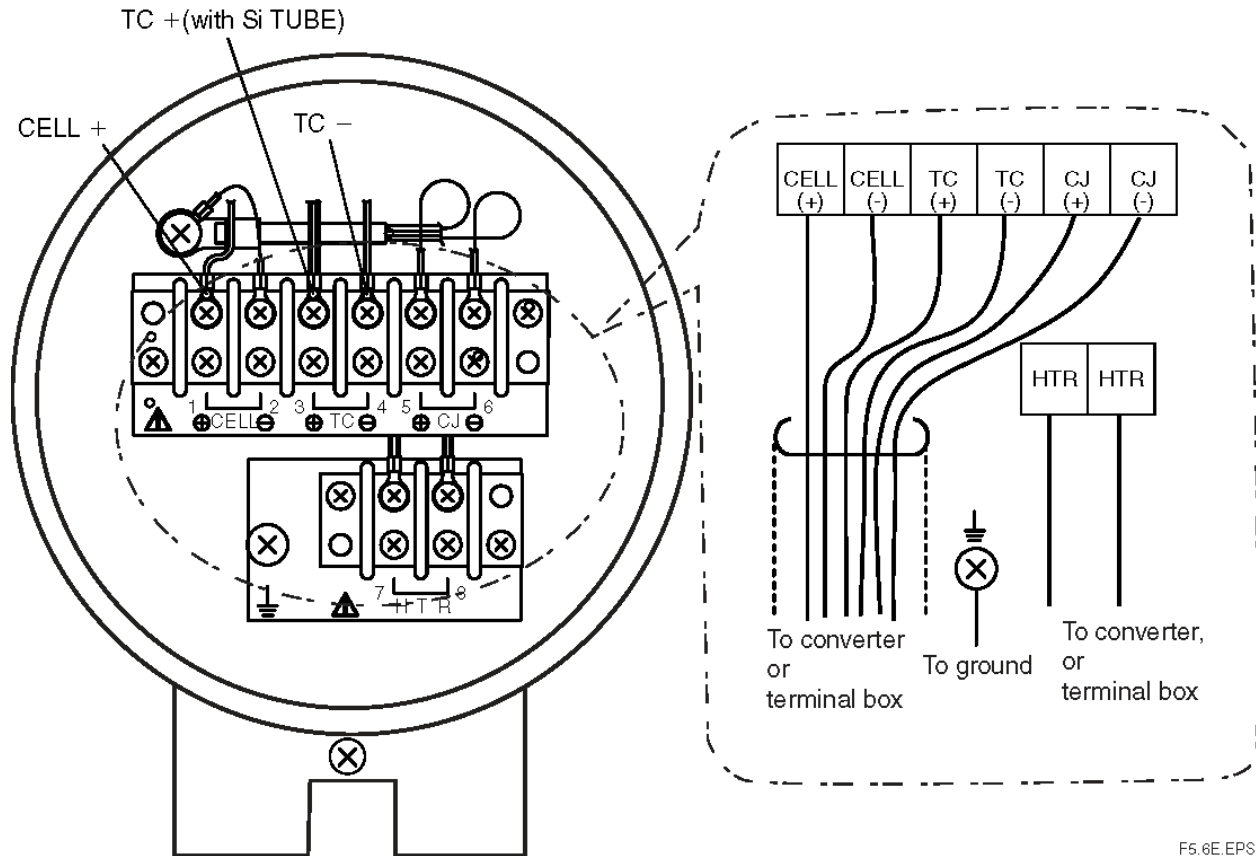 TC +(with Si TUBE)
CELL +
TC −
1 2 3 4 5 6
⊕CELL⊖ ⊕ TC ⊖ ⊕ CJ ⊖
7 8
HTR
CELL (+)
CELL (-)
TC (+)
TC (-)
CJ (+)
CJ (-)
HTR HTR
To converter
or
terminal box
To ground
To converter,
or
terminal box
F5.6E.EPS